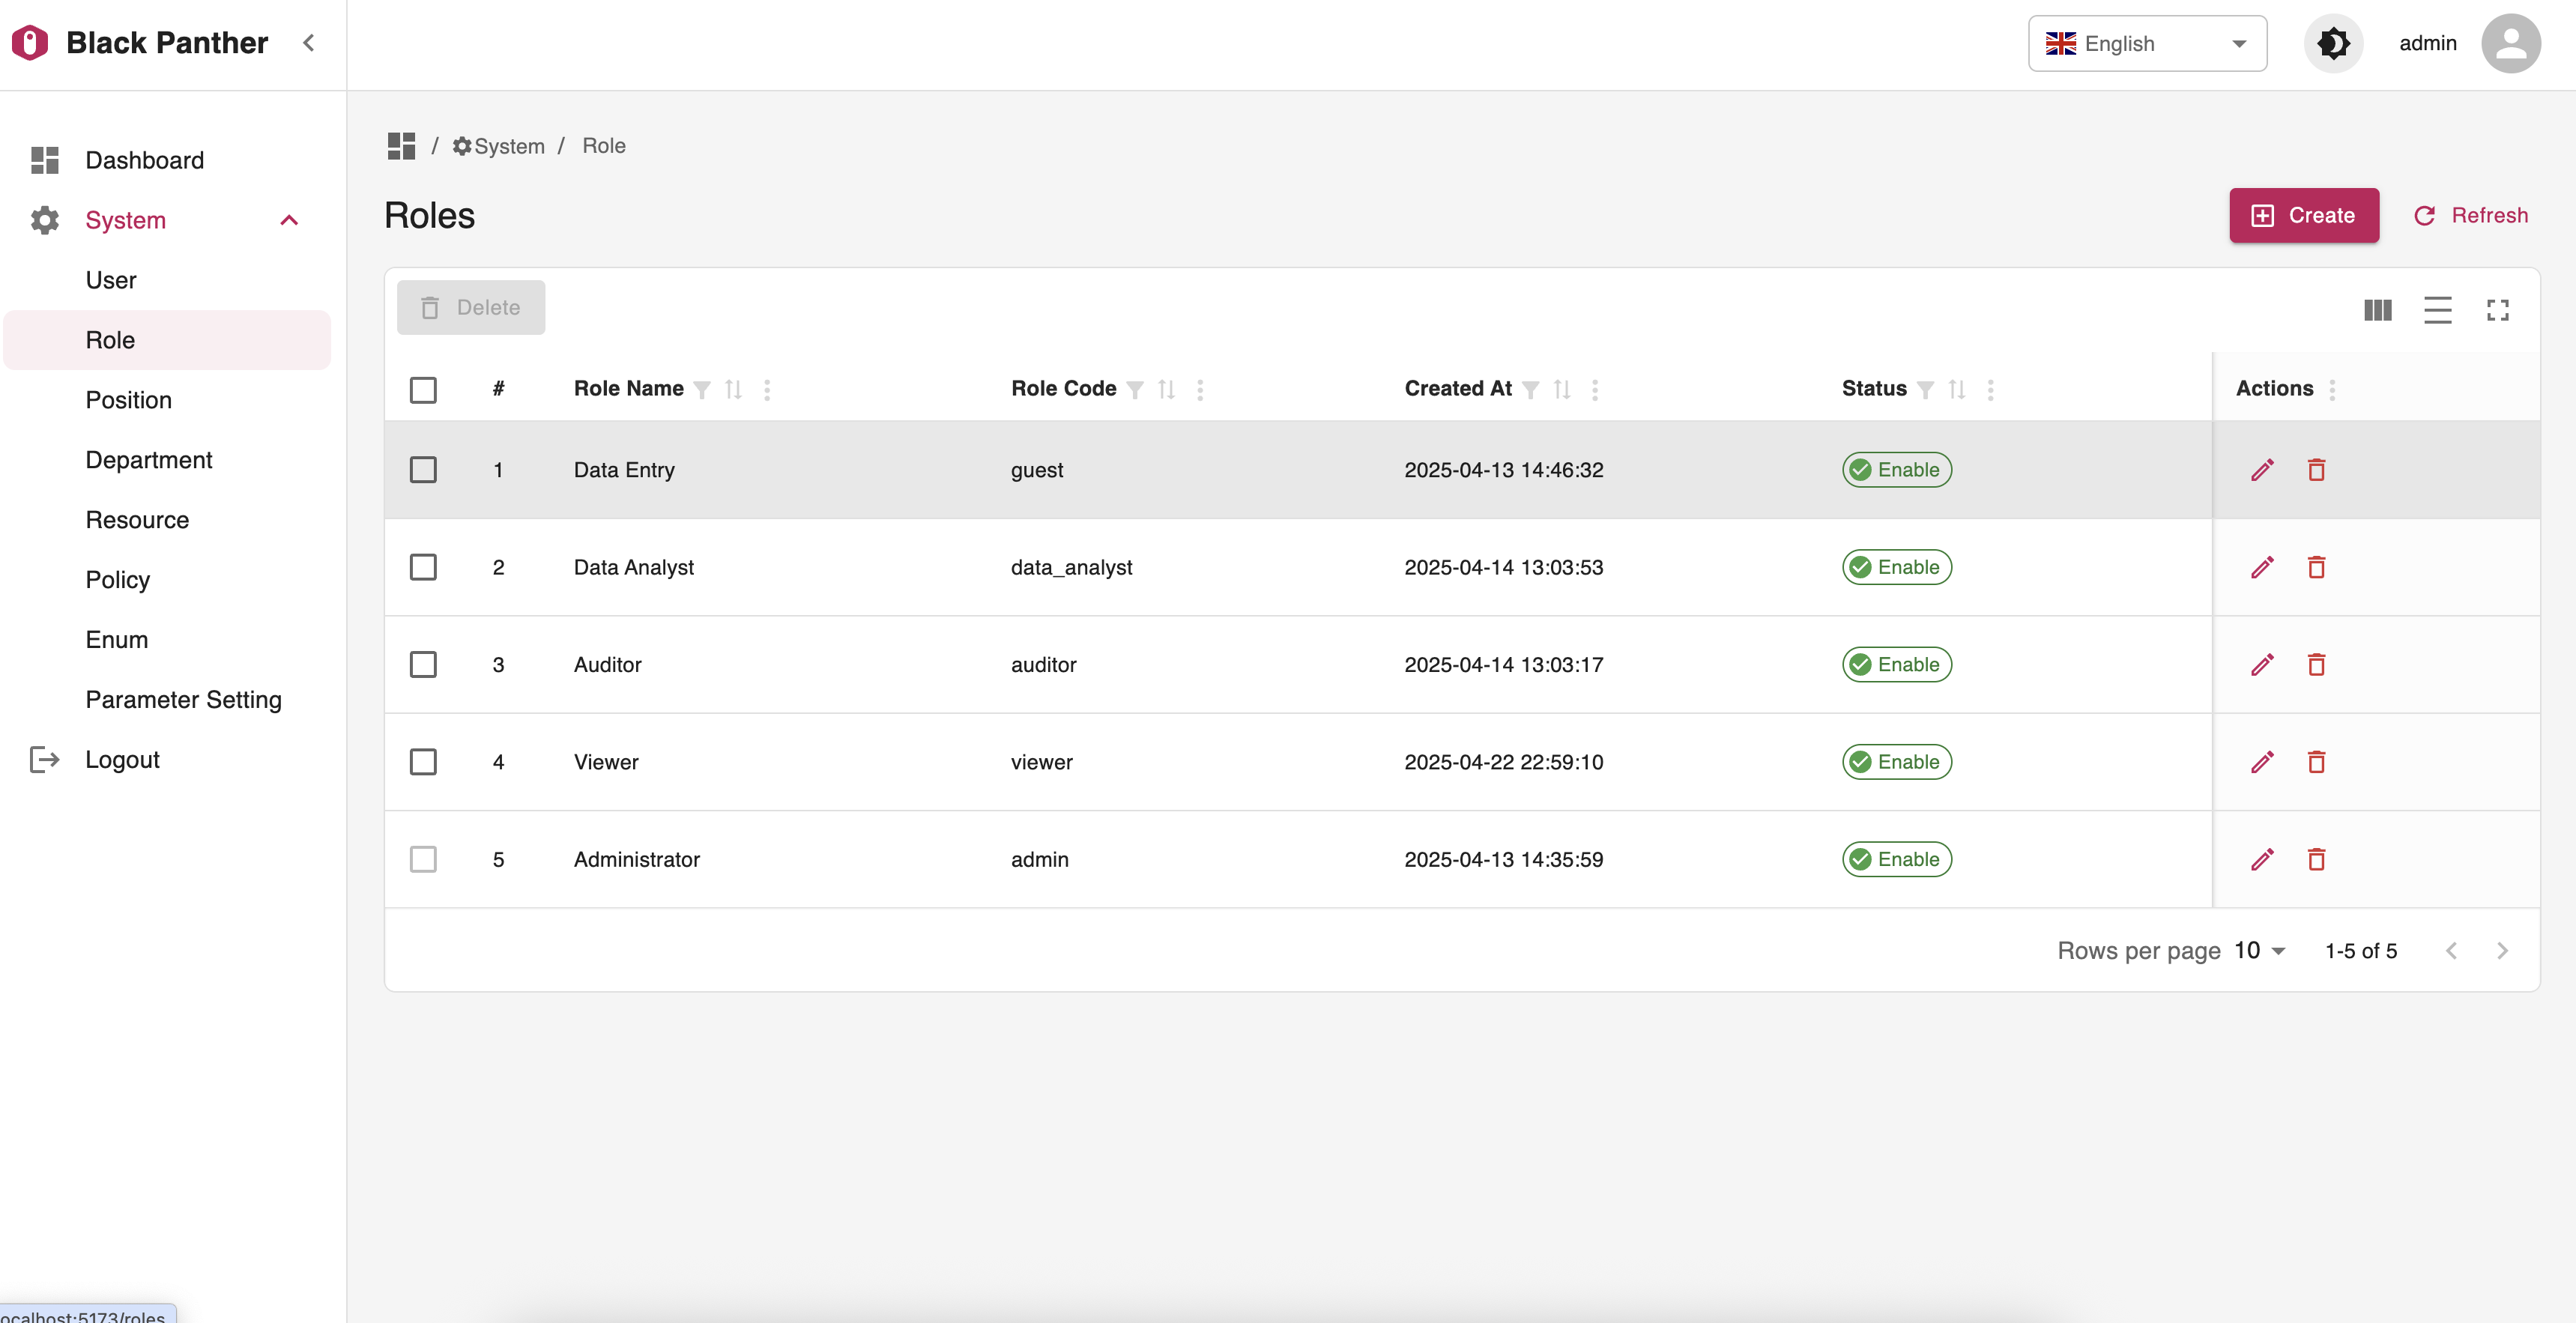 Black Panther
English
admin
Dashboard
System
User
Role
Position
Department
Resource
Policy
Enum
Parameter Setting
Logout
/ System / Role
Roles
Create
Refresh
Delete
# Role Name Role Code Created At Status Actions
1 Data Entry guest 2025-04-13 14:46:32 Enable
2 Data Analyst data_analyst 2025-04-14 13:03:53 Enable
3 Auditor auditor 2025-04-14 13:03:17 Enable
4 Viewer viewer 2025-04-22 22:59:10 Enable
5 Administrator admin 2025-04-13 14:35:59 Enable
Rows per page 10 1-5 of 5
ocalhost:5173/roles